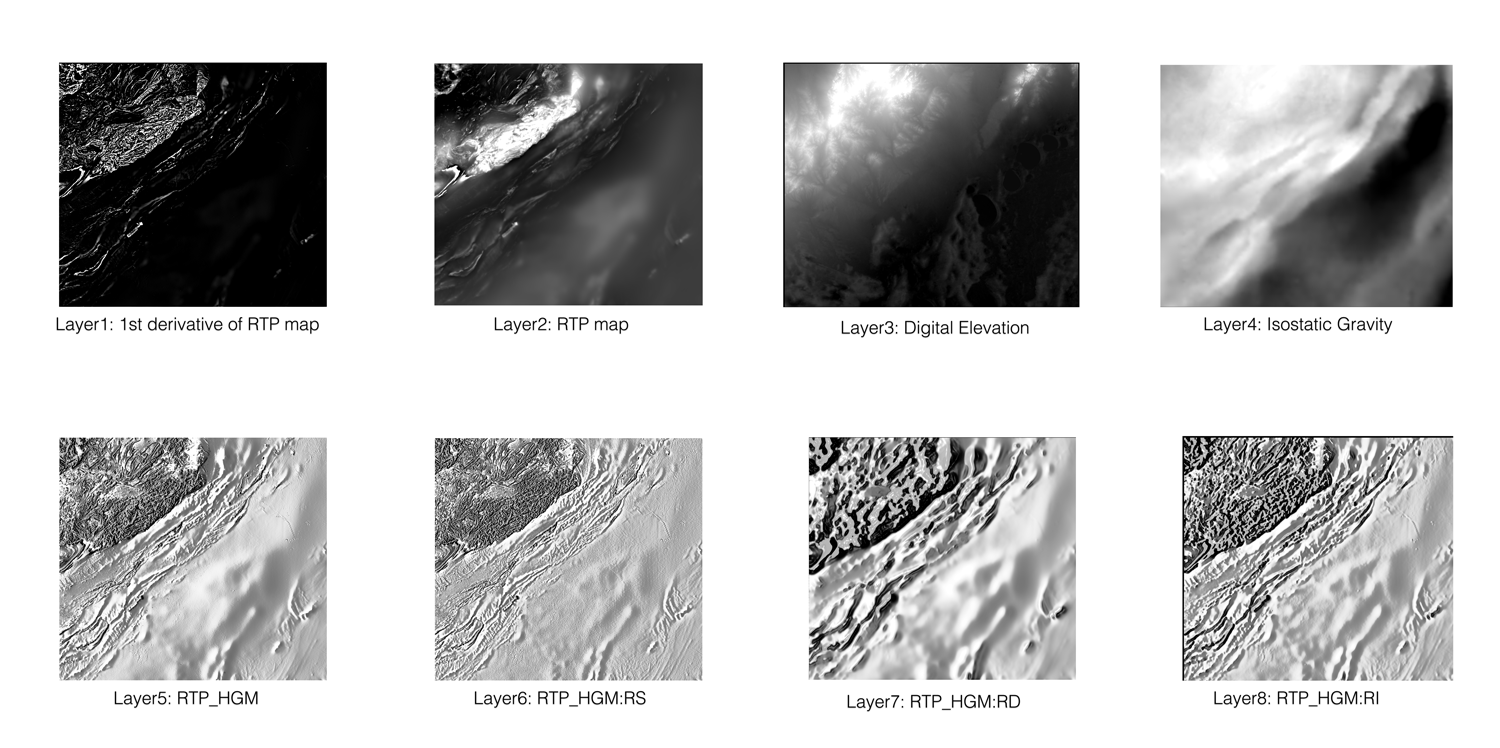 Layer1: 1st derivative of RTP map
Layer2: RTP map
Layer3: Digital Elevation
Layer4: Isostatic Gravity
Layer5: RTP_HGM
Layer6: RTP_HGM:RS
Layer7: RTP_HGM:RD
Layer8: RTP_HGM:RI